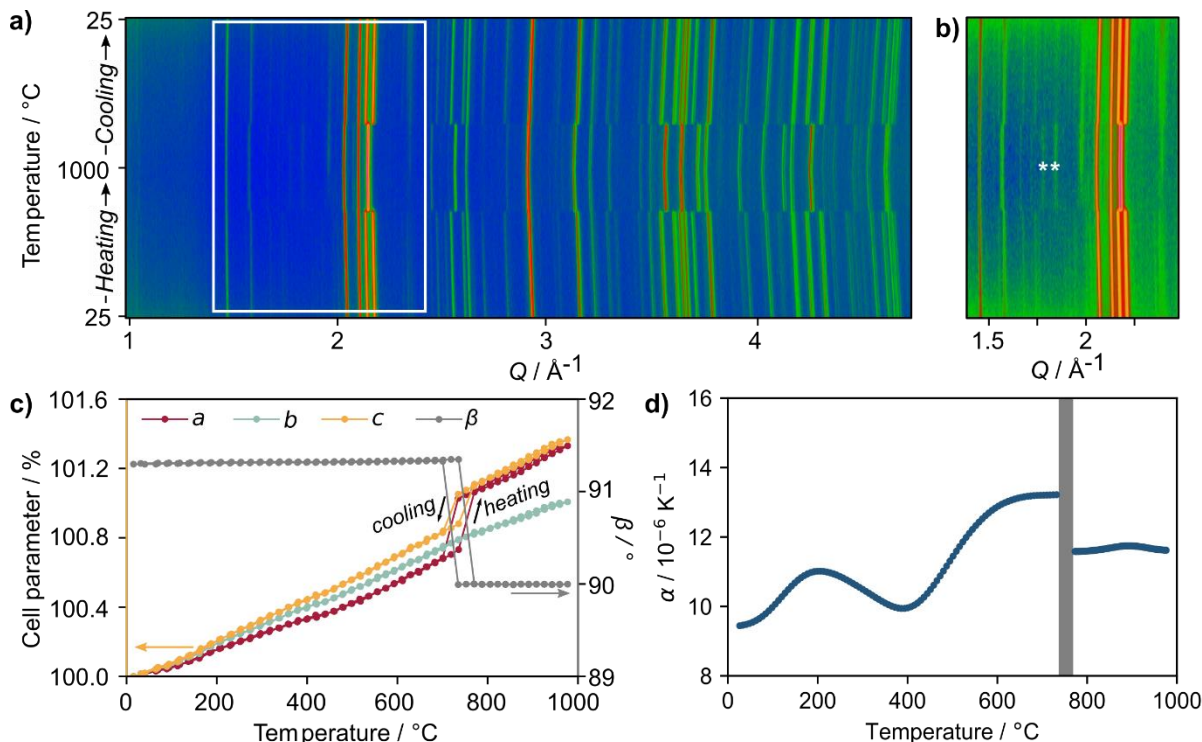 a)
25
Temperature / °C
--Heating→ --Cooling→
1000
25
1 2 3 4
Q / Å-1
b)
**
1.5 2
Q / Å-1
c)
101.6
101.2
100.8
100.4
100.0
Cell parameter / %
a b c β
cooling
heating
92
91
90
89
β / °
0 200 400 600 800 1000
Temperature / °C
d)
16
14
12
10
8
α / 10−6 K−1
0 200 400 600 800 1000
Temperature / °C